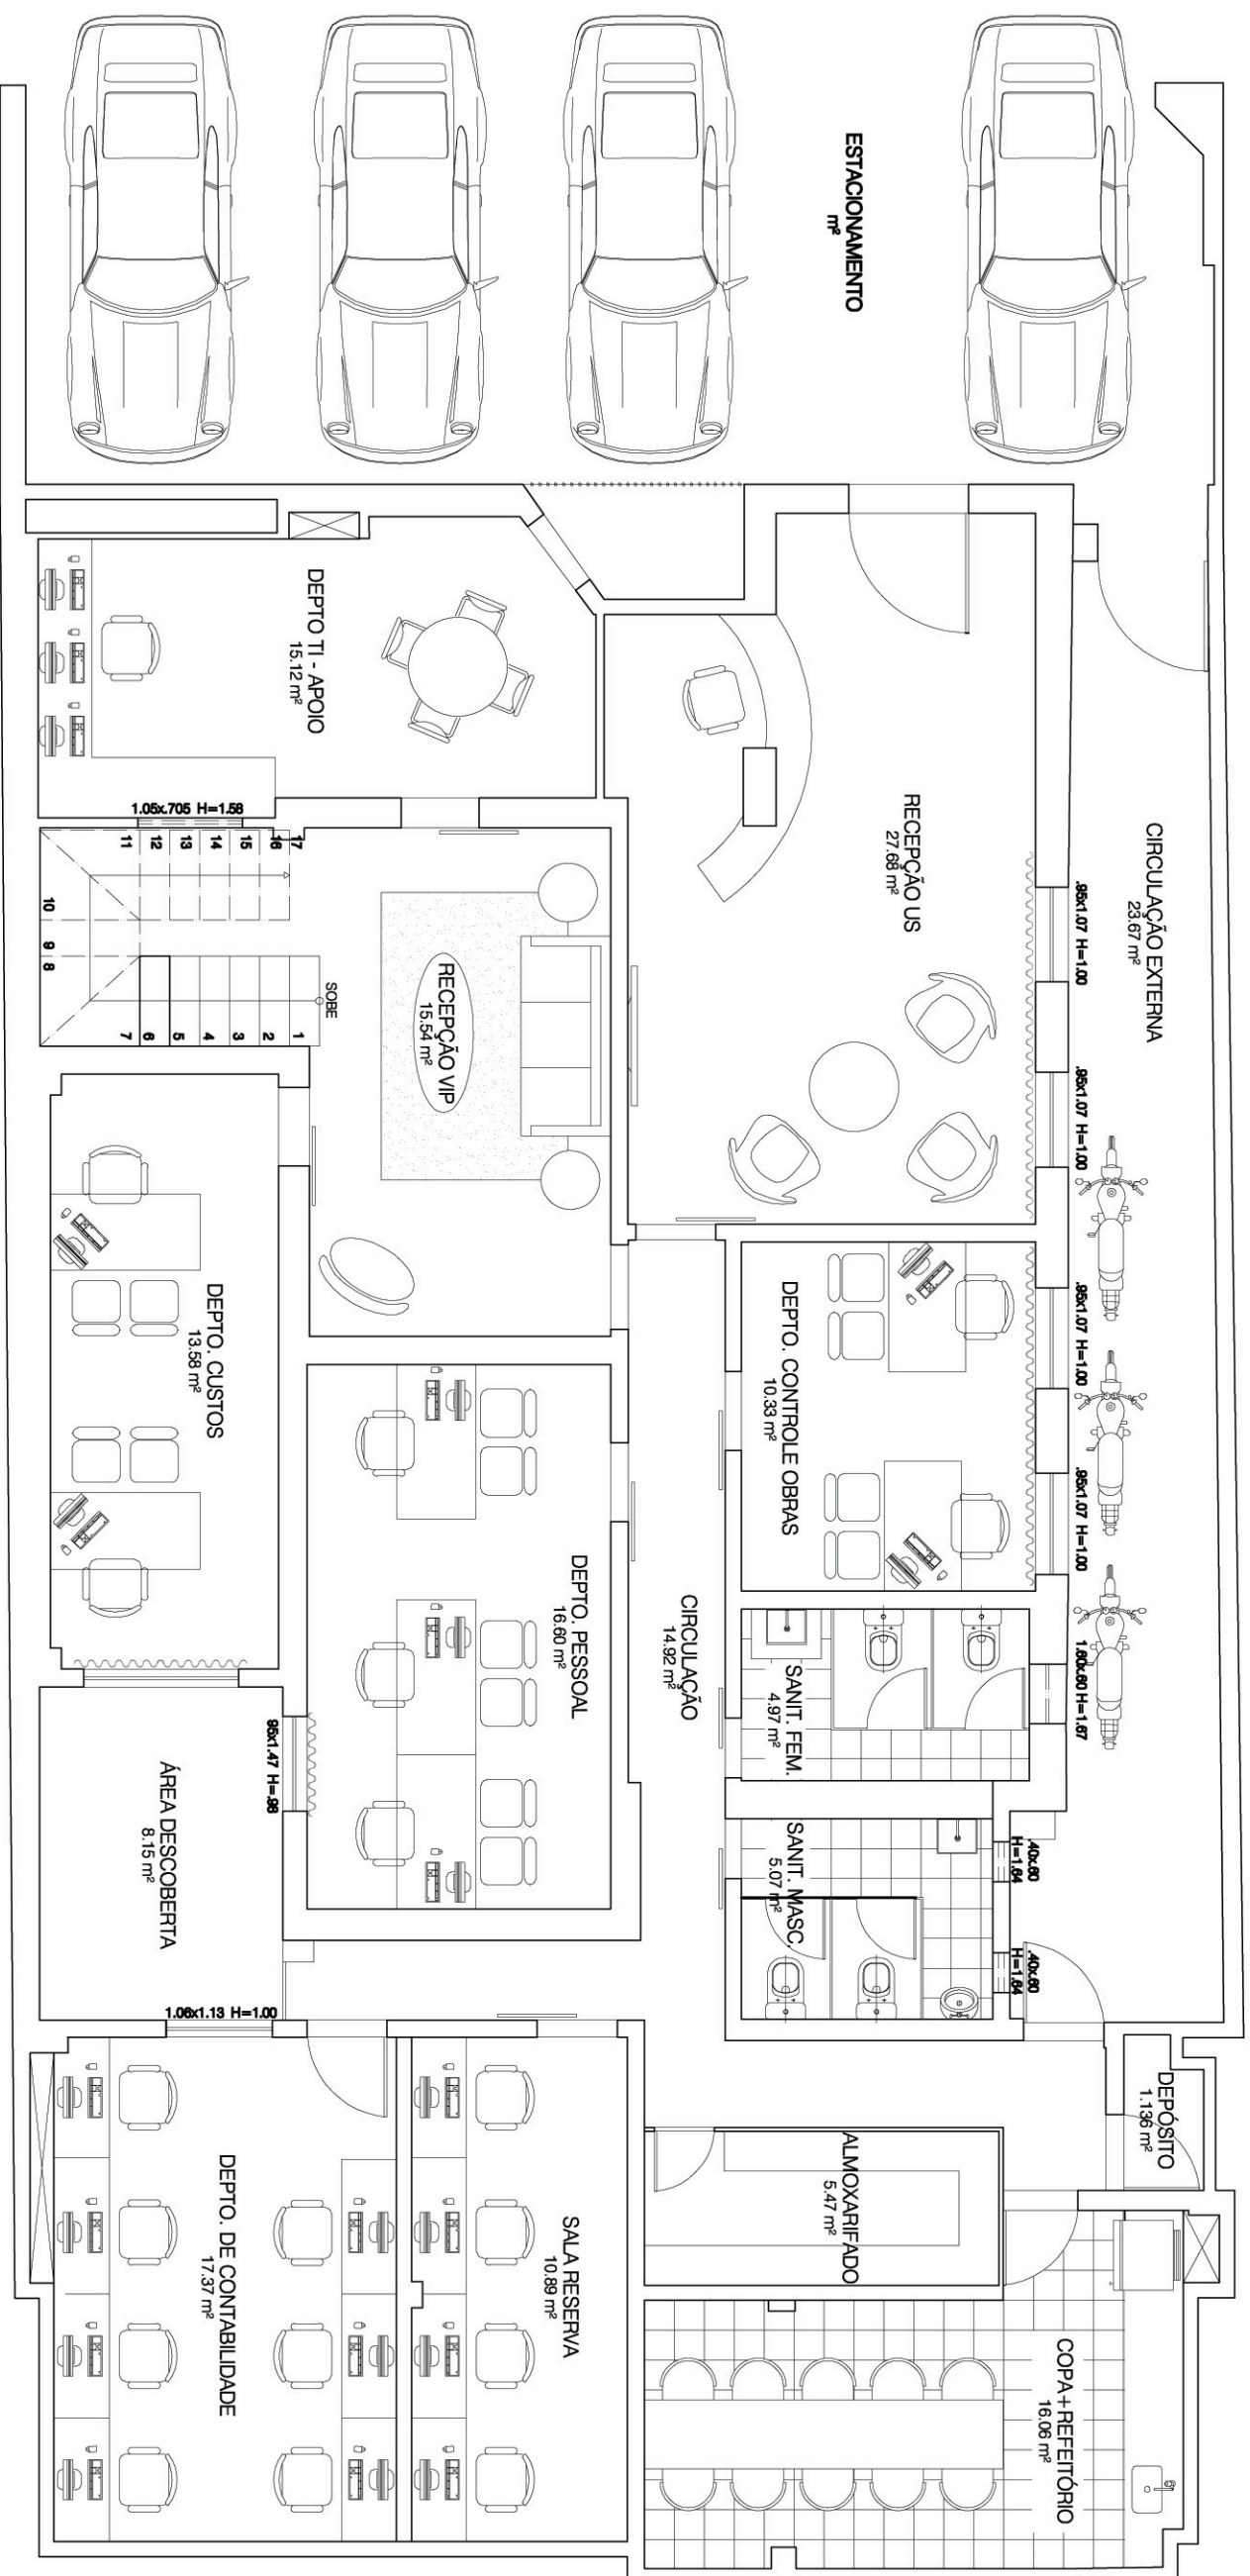 ESTACIONAMENTO
m²
CIRCULAÇÃO EXTERNA
23.67 m²
RECEPÇÃO US
27.68 m²
DEPTO TI - APOIO
15.12 m²
1.05x.705 H=1.58
.95x1.07 H=1.00
.95x1.07 H=1.00
.95x1.07 H=1.00
.95x1.07 H=1.00
1.60x.60 H=1.67
17
16
15
14
13
12
11
10
9
8
7
6
5
4
3
2
1
SOBE
RECEPÇÃO VIP
15.54 m²
DEPTO. CUSTOS
13.58 m²
DEPTO. CONTROLE OBRAS
10.33 m²
DEPTO. PESSOAL
16.60 m²
CIRCULAÇÃO
14.92 m²
SANIT. FEM.
4.97 m²
SANIT. MASC.
5.07 m²
.40x.60
H=1.64
.40x.60
H=1.64
95x1.47 H=.98
ÁREA DESCOBERTA
8.15 m²
1.06x1.13 H=1.00
DEPÓSITO
1.136 m²
ALMOXARIFADO
5.47 m²
SALA RESERVA
10.89 m²
DEPTO. DE CONTABILIDADE
17.37 m²
COPA+REFEITÓRIO
16.06 m²